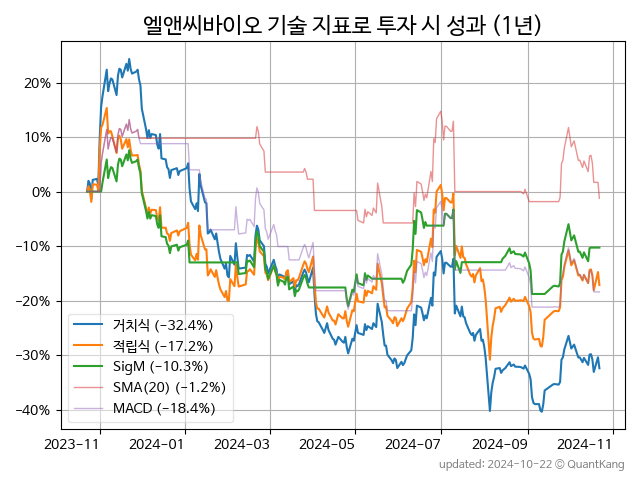 엘앤씨바이오 기술 지표로 투자 시 성과 (1년)
20%
10%
0%
−10%
−20%
−30%
−40%
거치식 (−32.4%)
적립식 (−17.2%)
SigM (−10.3%)
SMA(20) (−1.2%)
MACD (−18.4%)
2023−11 2024−01 2024−03 2024−05 2024−07 2024−09 2024−11
updated: 2024−10−22 © QuantKang